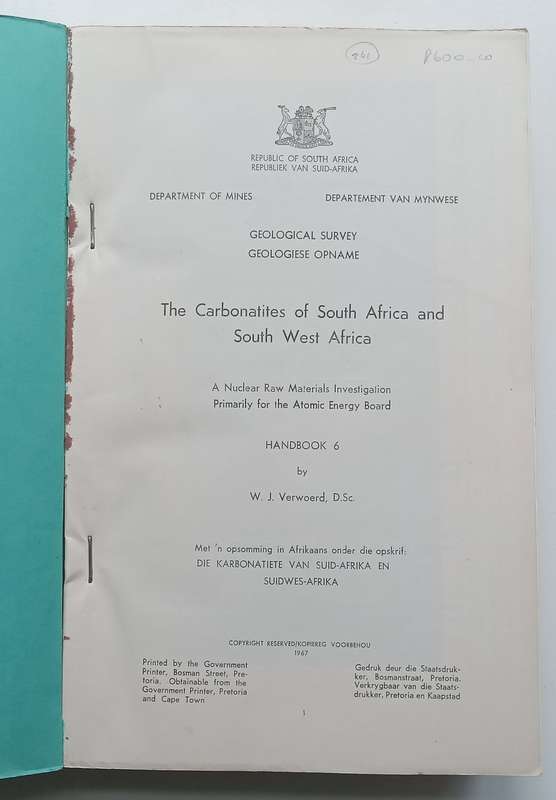 R600-00
REPUBLIC OF SOUTH AFRICA
REPUBLIEK VAN SUID-AFRIKA
DEPARTMENT OF MINES
DEPARTEMENT VAN MYNWESE
GEOLOGICAL SURVEY
GEOLOGIESE OPNAME
The Carbonatites of South Africa and
South West Africa
A Nuclear Raw Materials Investigation
Primarily for the Atomic Energy Board
HANDBOOK 6
by
W. J. Verwoerd, D.Sc.
Met 'n opsomming in Afrikaans onder die opskrif:
DIE KARBONATIETE VAN SUID-AFRIKA EN
SUIDWES-AFRIKA
COPYRIGHT RESERVED/KOPIEREG VOORBEHOU
1967
Printed by the Government
Printer, Bosman Street, Pre-
toria. Obtainable from the
Government Printer, Pretoria
and Cape Town
Gedruk deur die Staatsdruk-
ker, Bosmanstraat, Pretoria.
Verkrygbaar van die Staats-
drukker, Pretoria en Kaapstad